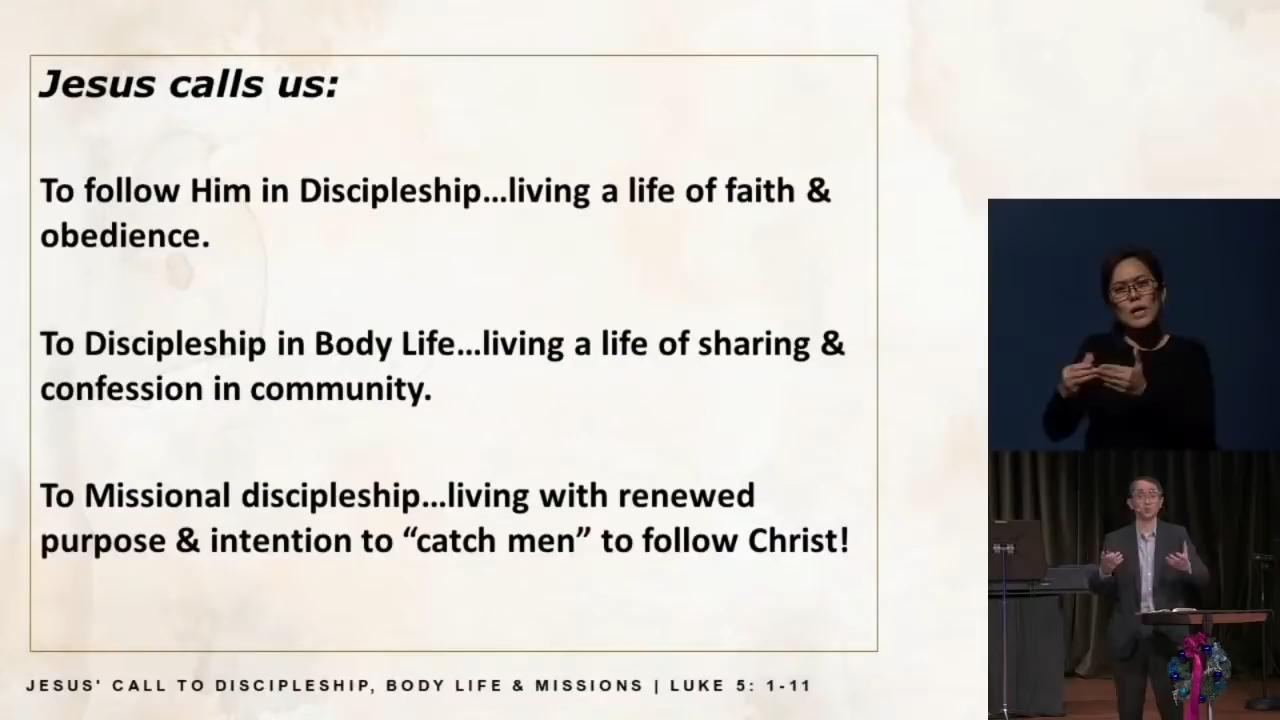 Jesus calls us:
To follow Him in Discipleship...living a life of faith &
obedience.
To Discipleship in Body Life...living a life of sharing &
confession in community.
To Missional discipleship...living with renewed
purpose & intention to “catch men” to follow Christ!
JESUS' CALL TO DISCIPLESHIP, BODY LIFE & MISSIONS | LUKE 5: 1-11